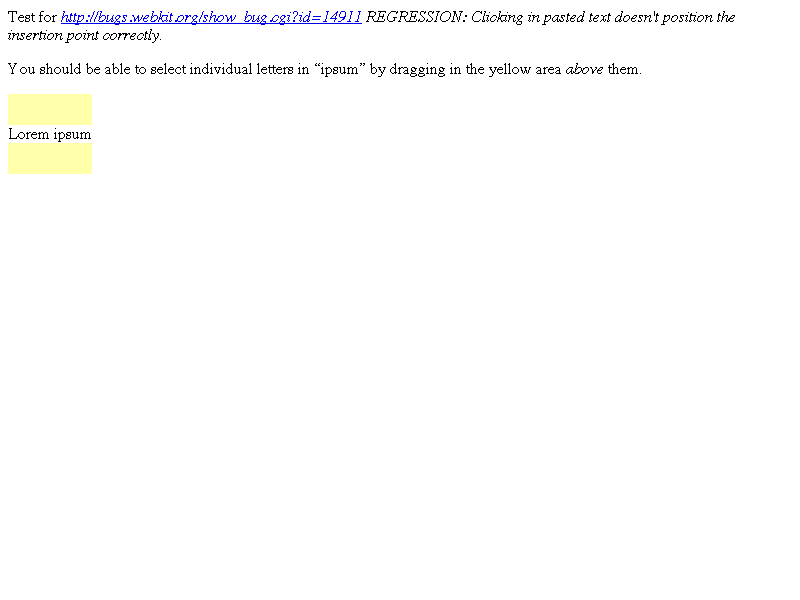 Test for http://bugs.webkit.org/show_bug.cgi?id=14911 REGRESSION: Clicking in pasted text doesn't position the
insertion point correctly.
You should be able to select individual letters in “ipsum” by dragging in the yellow area above them.
Lorem ipsum